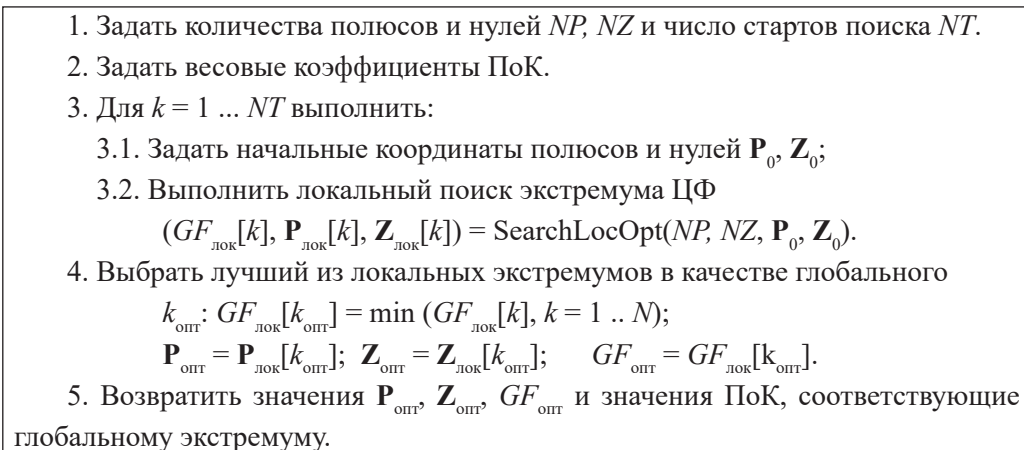 1. Задать количества полюсов и нулей NP, NZ и число стартов поиска NT.
2. Задать весовые коэффициенты ПоК.
3. Для k = 1 ... NT выполнить:
3.1. Задать начальные координаты полюсов и нулей P₀, Z₀;
3.2. Выполнить локальный поиск экстремума ЦФ
(GFлок[k], Pлок[k], Zлок[k]) = SearchLocOpt(NP, NZ, P₀, Z₀).
4. Выбрать лучший из локальных экстремумов в качестве глобального
kопт: GFлок[kопт] = min (GFлок[k], k = 1 .. N);
Pопт = Pлок[kопт]; Zопт = Zлок[kопт]; GFопт = GFлок[kопт].
5. Возвратить значения Pопт, Zопт, GFопт и значения ПоК, соответствующие
глобальному экстремуму.